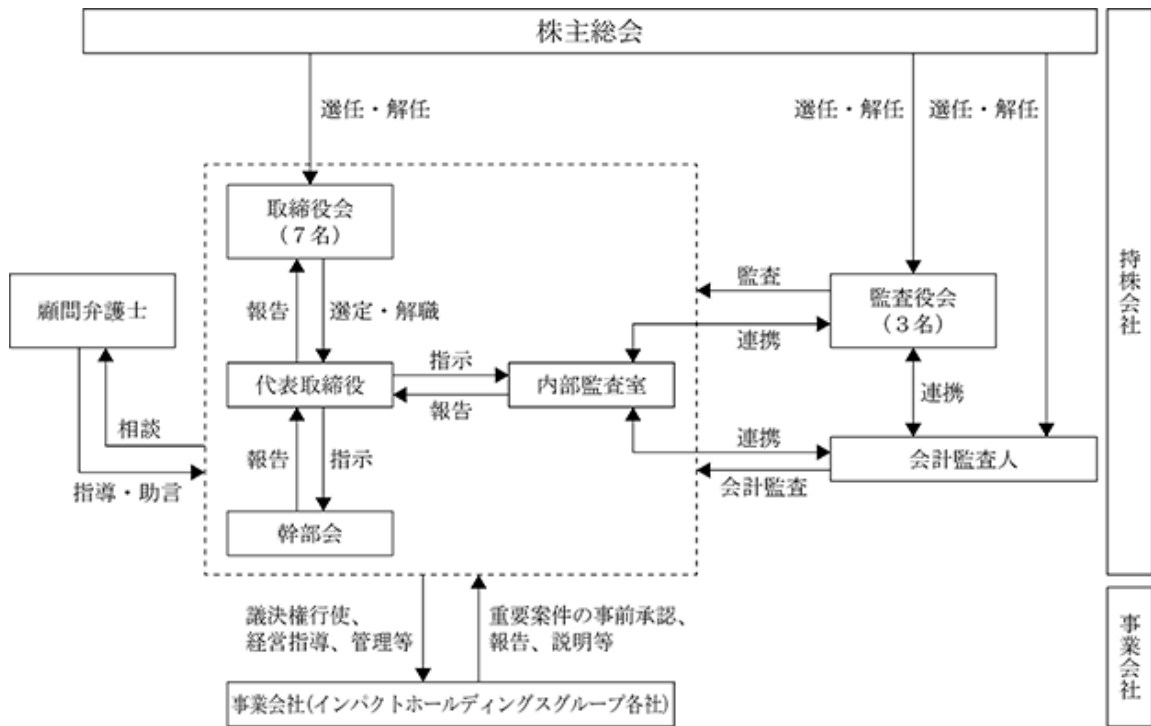 株主総会
選任・解任
選任・解任
選任・解任
取締役会
(7名)
監査
監査役会
(3名)
顧問弁護士
報告
選定・解職
連携
指示
代表取締役
内部監査室
報告
連携
相談
報告
指示
連携
会計監査人
指導・助言
会計監査
幹部会
議決権行使、
経営指導、管理等
重要案件の事前承認、
報告、説明等
事業会社(インパクトホールディングスグループ各社)
持株会社
事業会社